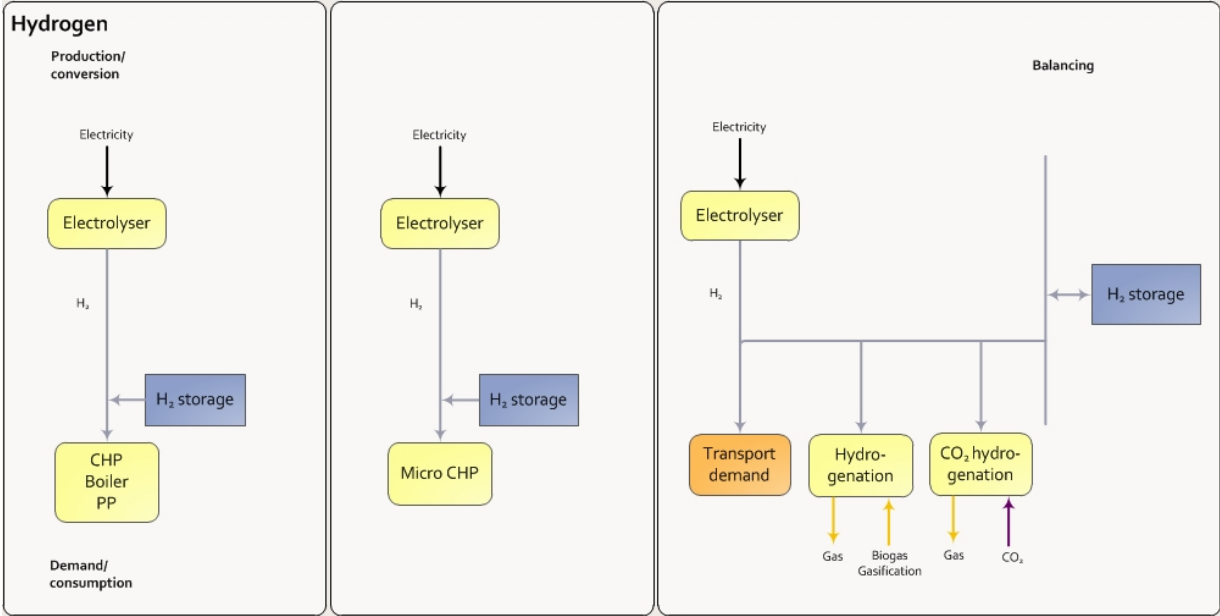 Hydrogen
Production/
conversion
Electricity
Electrolyser
H₂
H₂ storage
CHP
Boiler
PP
Demand/
consumption
Electricity
Electrolyser
H₂
H₂ storage
Micro CHP
Balancing
Electricity
Electrolyser
H₂
H₂ storage
Transport
demand
Hydro-
genation
CO₂ hydro-
genation
Gas
Biogas
Gasification
Gas
CO₂